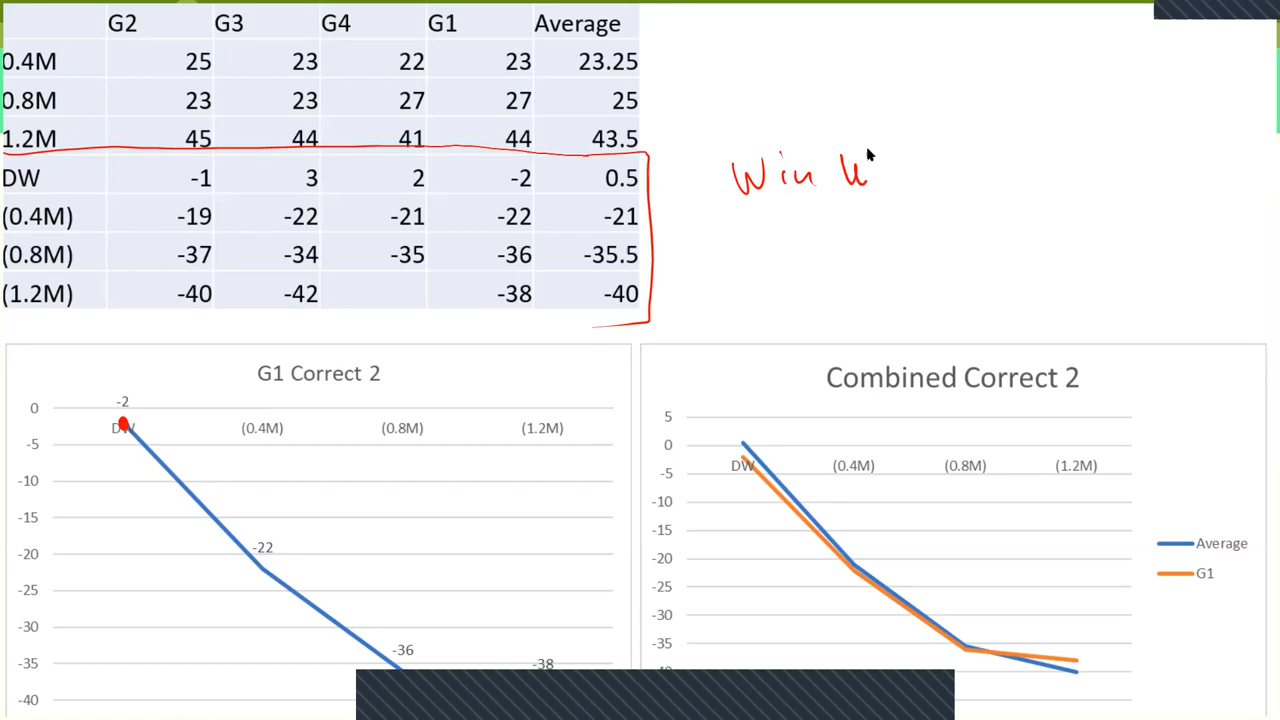 G2 G3 G4 G1 Average
0.4M 25 23 22 23 23.25
0.8M 23 23 27 27 25
1.2M 45 44 41 44 43.5
DW -1 3 2 -2 0.5
(0.4M) -19 -22 -21 -22 -21
(0.8M) -37 -34 -35 -36 -35.5
(1.2M) -40 -42 -38 -40
Win
G1 Correct 2
0
-5
-10
-15
-20
-25
-30
-35
-40
DW (0.4M) (0.8M) (1.2M)
-2
-22
-36
-38
Combined Correct 2
5
0
-5
-10
-15
-20
-25
-30
-35
DW (0.4M) (0.8M) (1.2M)
Average
G1